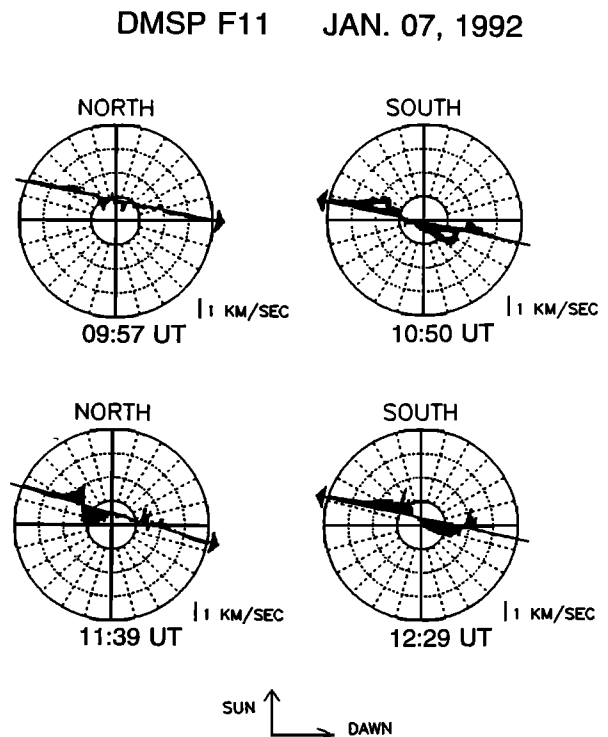 DMSP F11 JAN. 07, 1992
NORTH SOUTH
1 KM/SEC 1 KM/SEC
09:57 UT 10:50 UT
NORTH SOUTH
1 KM/SEC 1 KM/SEC
11:39 UT 12:29 UT
SUN
DAWN